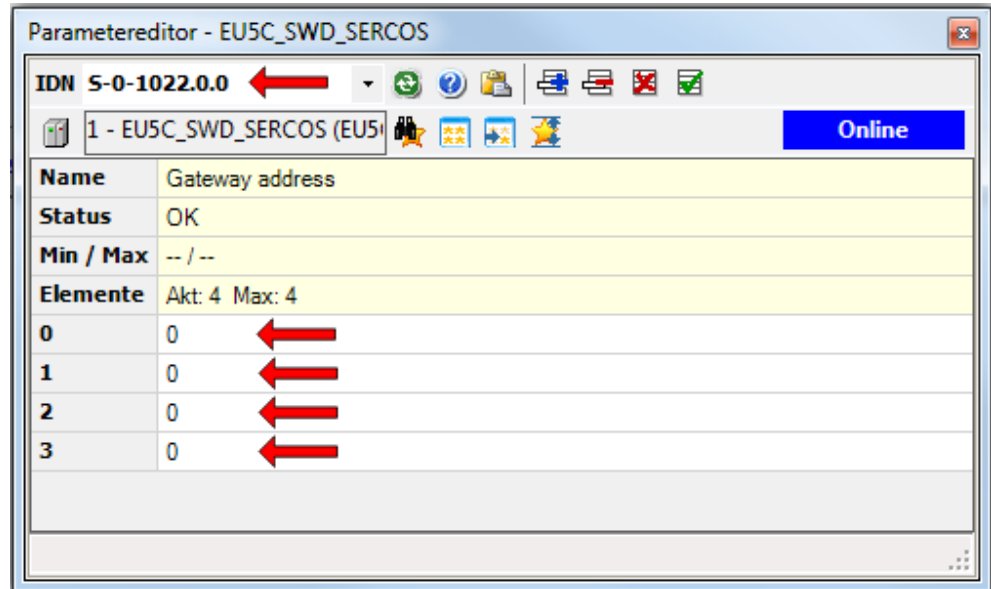 Parametereditor - EU5C_SWD_SERCOS
IDN S-0-1022.0.0
1 - EU5C_SWD_SERCOS (EU5
Online
Name Gateway address
Status OK
Min / Max -- / --
Elemente Akt: 4 Max: 4
0 0
1 0
2 0
3 0